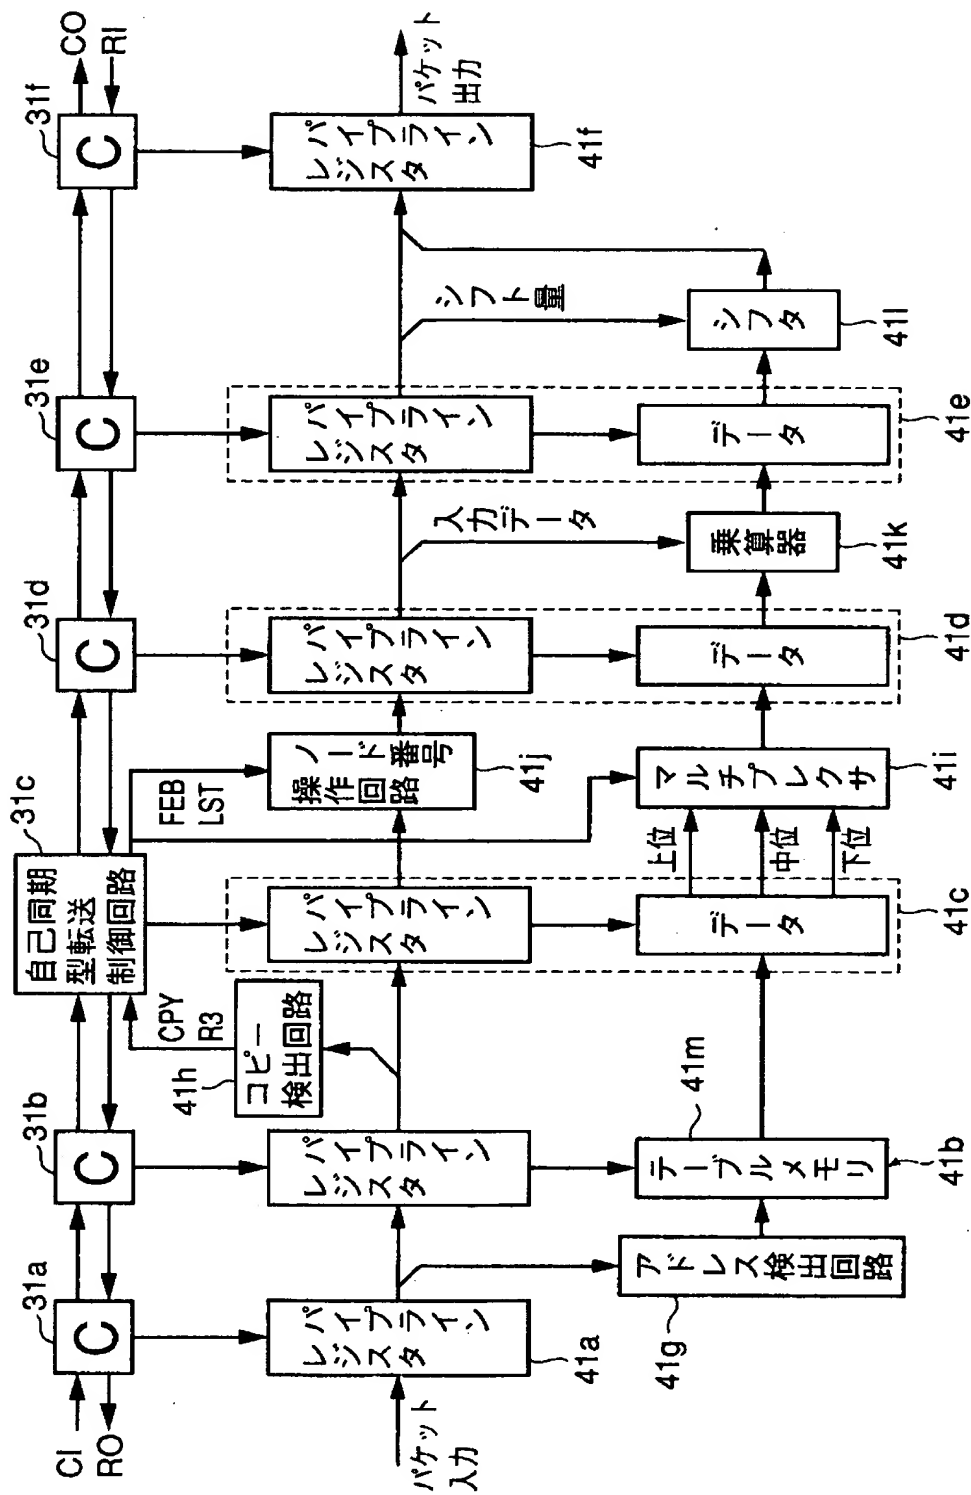 CI
RO
31a
C
31b
C
31c
自己同期
型転送
制御回路
31d
C
31e
C
31f
C
CO
RI
CPY
R3
コピー
検出回路
41h
FEB
LST
パケット
入力
パイプライン
レジスタ
41a
パイプライン
レジスタ
パイプライン
レジスタ
ノード番号
操作回路
41j
パイプライン
レジスタ
入力データ
パイプライン
レジスタ
シフト量
パイプライン
レジスタ
41f
パケット
出力
アドレス検出回路
41g
テーブルメモリ
41m
41b
データ
41c
上位
中位
下位
マルチプレクサ
41i
データ
41d
乗算器
41k
データ
41e
シフタ
41l